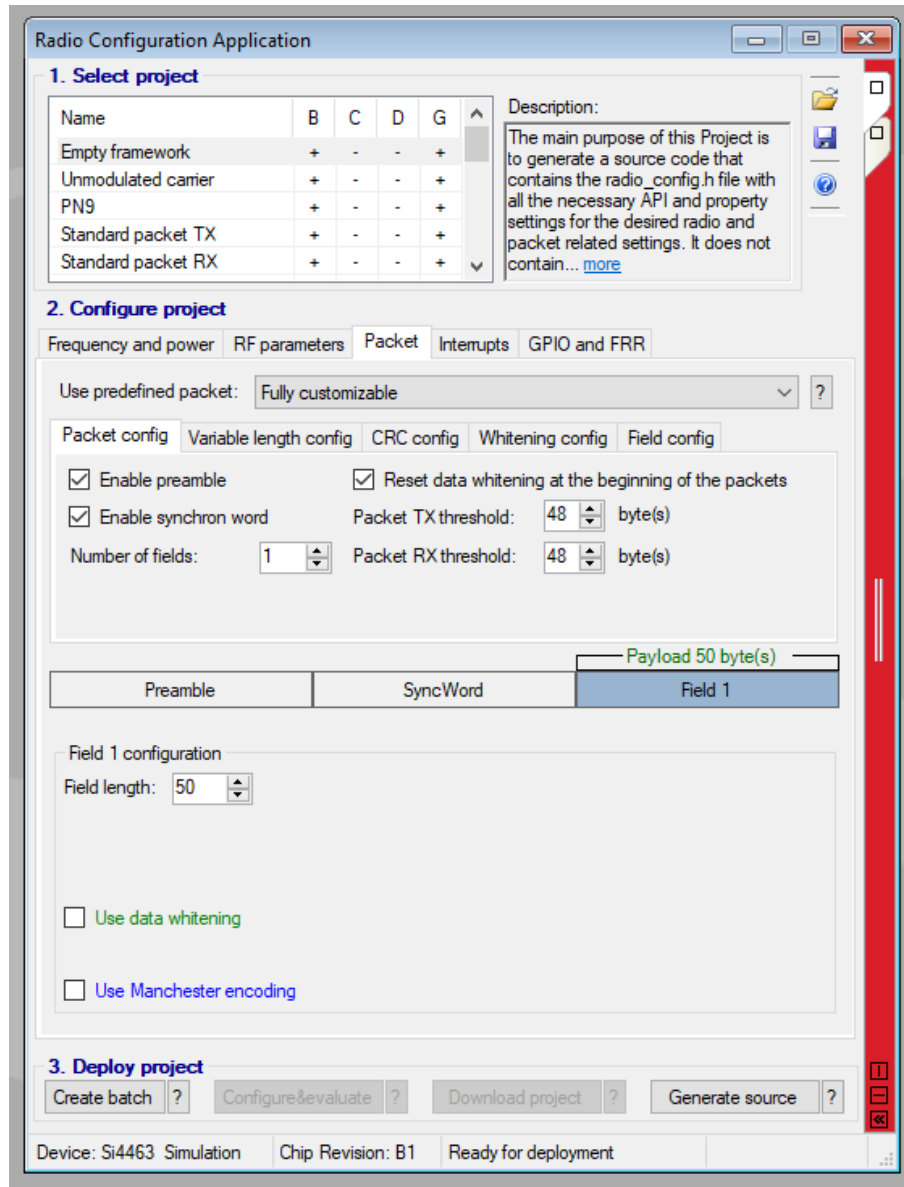 Radio Configuration Application
1. Select project
Name B C D G
Empty framework + - - +
Unmodulated carrier + - - +
PN9 + - - +
Standard packet TX + - - +
Standard packet RX + - - +
Description:
The main purpose of this Project is
to generate a source code that
contains the radio_config.h file with
all the necessary API and property
settings for the desired radio and
packet related settings. It does not
contain... more
2. Configure project
Frequency and power RF parameters Packet Interrupts GPIO and FRR
Use predefined packet: Fully customizable ?
Packet config Variable length config CRC config Whitening config Field config
Enable preamble Reset data whitening at the beginning of the packets
Enable synchron word Packet TX threshold: 48 byte(s)
Number of fields: 1 Packet RX threshold: 48 byte(s)
Payload 50 byte(s)
Preamble SyncWord Field 1
Field 1 configuration
Field length: 50
Use data whitening
Use Manchester encoding
3. Deploy project
Create batch ? Configure&evaluate ? Download project ? Generate source ?
Device: Si4463 Simulation Chip Revision: B1 Ready for deployment